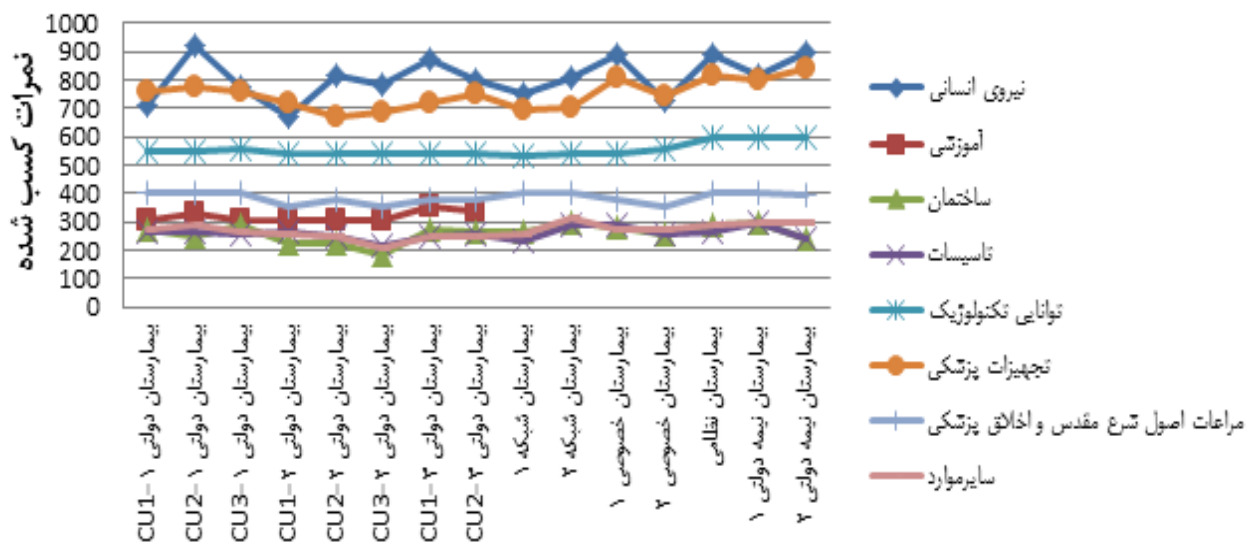 1000
900
800
700
600
500
400
300
200
100
0
نمرات کسب شده
بیمارستان دولتی ۱ -CU1
بیمارستان دولتی ۱ -CU2
بیمارستان دولتی ۱ -CU3
بیمارستان دولتی ۲ -CU1
بیمارستان دولتی ۲ -CU2
بیمارستان دولتی ۲ -CU3
بیمارستان دولتی ۳ -CU1
بیمارستان دولتی ۳ -CU2
بیمارستان شبکه ۱
بیمارستان شبکه ۲
بیمارستان خصوصی ۱
بیمارستان خصوصی ۲
بیمارستان نظامی
بیمارستان نیمه دولتی ۱
بیمارستان نیمه دولتی ۲
نیروی انسانی
آموزشی
ساختمان
تاسیسات
توانایی تکنولوژیک
تجهیزات پزشکی
مراعات اصول شرع مقدس و اخلاق پزشکی
سایرموارد